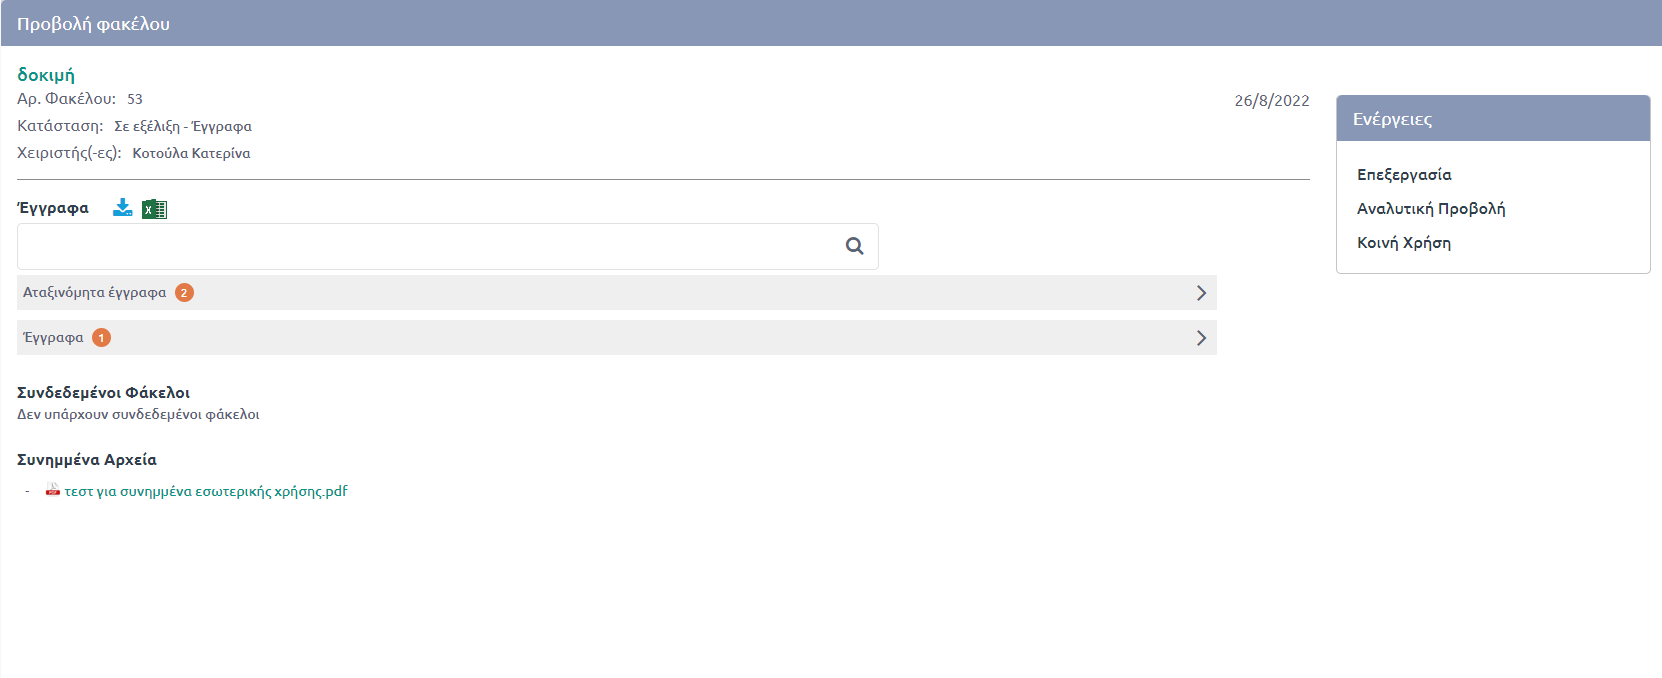 Προβολή φακέλου
δοκιμή
Αρ. Φακέλου: 53
26/8/2022
Κατάσταση: Σε εξέλιξη - Έγγραφα
Χειριστής(-ες): Κοτούλα Κατερίνα
Έγγραφα
Αταξινόμητα έγγραφα 2
Έγγραφα 1
Συνδεδεμένοι Φάκελοι
Δεν υπάρχουν συνδεδεμένοι φάκελοι
Συνημμένα Αρχεία
- τεστ για συνημμένα εσωτερικής χρήσης.pdf
Ενέργειες
Επεξεργασία
Αναλυτική Προβολή
Κοινή Χρήση